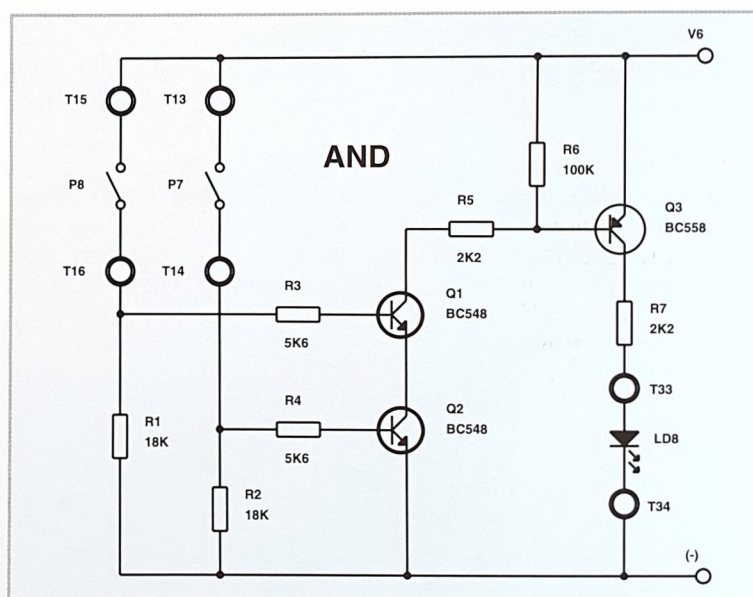 V6
T15
T13
AND
P8
P7
R6
100K
R5
2K2
Q3
BC558
T16
T14
R3
5K6
Q1
BC548
R7
2K2
T33
R4
5K6
Q2
BC548
R1
18K
LD8
R2
18K
T34
(-)